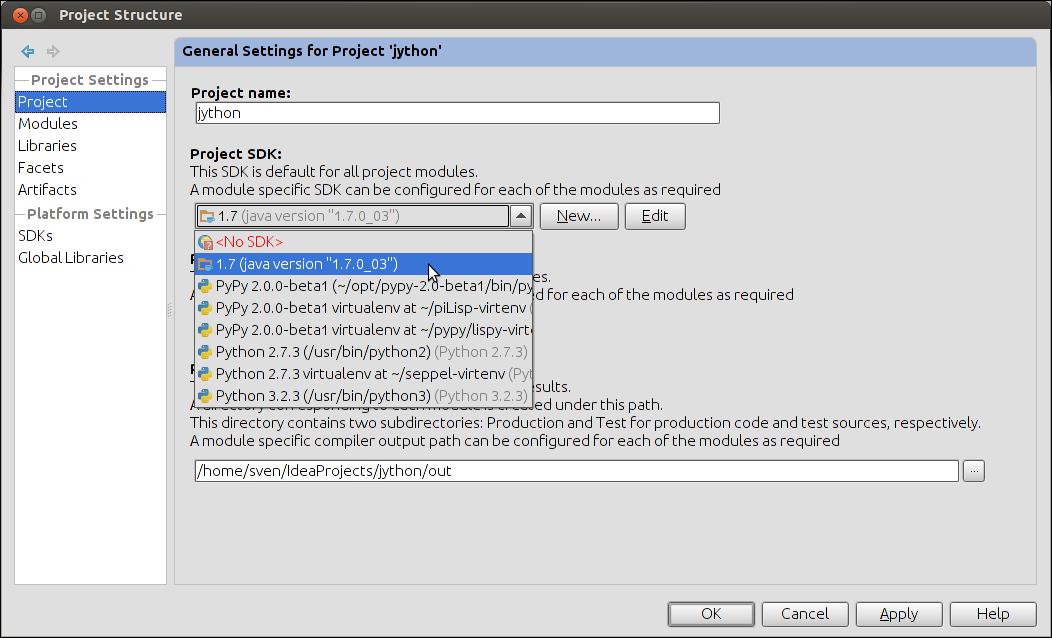 Project Structure
Project Settings
Project
Modules
Libraries
Facets
Artifacts
Platform Settings
SDKs
Global Libraries
General Settings for Project 'jython'
Project name:
jython
Project SDK:
This SDK is default for all project modules.
A module specific SDK can be configured for each of the modules as required
1.7 (java version "1.7.0_03")
New...
Edit
<No SDK>
1.7 (java version "1.7.0_03")
PyPy 2.0.0-beta1 (~/opt/pypy-2.0-beta1/bin/py
es.
PyPy 2.0.0-beta1 virtualenv at ~/piLisp-virtenv
d for each of the modules as required
PyPy 2.0.0-beta1 virtualenv at ~/pypy/lispy-virte
Python 2.7.3 (/usr/bin/python2) (Python 2.7.3)
Python 2.7.3 virtualenv at ~/seppel-virtenv (Pyt
Python 3.2.3 (/usr/bin/python3) (Python 3.2.3)
esults.
A directory corresponding to each module is created under this path.
This directory contains two subdirectories: Production and Test for production code and test sources, respectively.
A module specific compiler output path can be configured for each of the modules as required
/home/sven/IdeaProjects/jython/out
...
OK
Cancel
Apply
Help